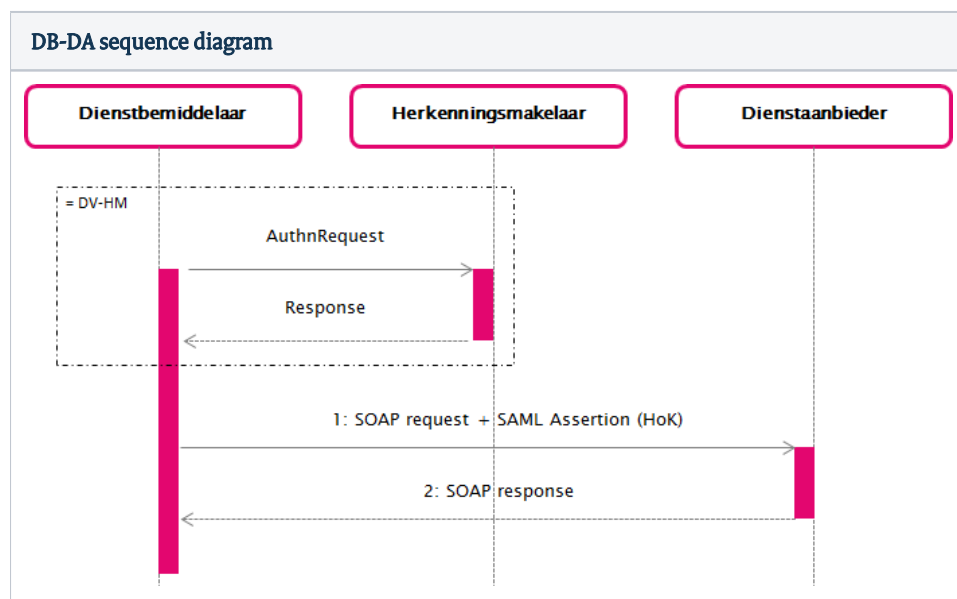 DB-DA sequence diagram
Dienstbemiddelaar
Herkenningsmakelaar
Dienstaanbieder
= DV-HM
AuthnRequest
Response
1: SOAP request + SAML Assertion (HoK)
2: SOAP response